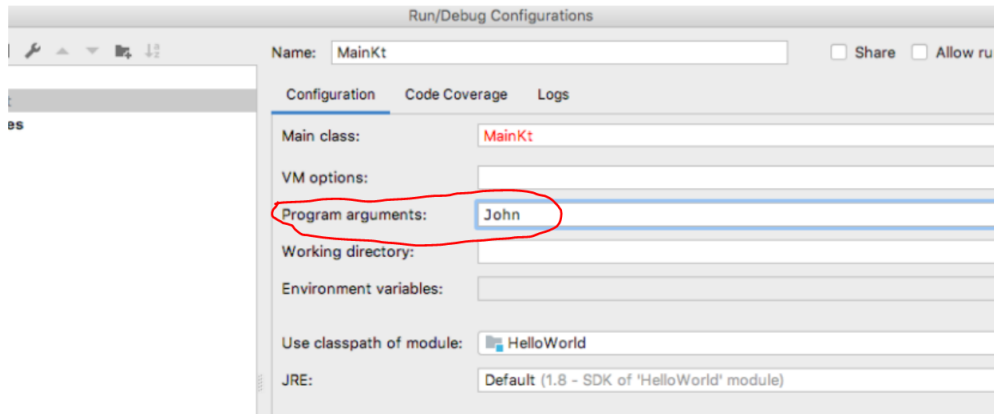 Run/Debug Configurations
Name: MainKt Share Allow ru
Configuration Code Coverage Logs
es
Main class: MainKt
VM options:
Program arguments: John
Working directory:
Environment variables:
Use classpath of module: HelloWorld
JRE: Default (1.8 - SDK of 'HelloWorld' module)